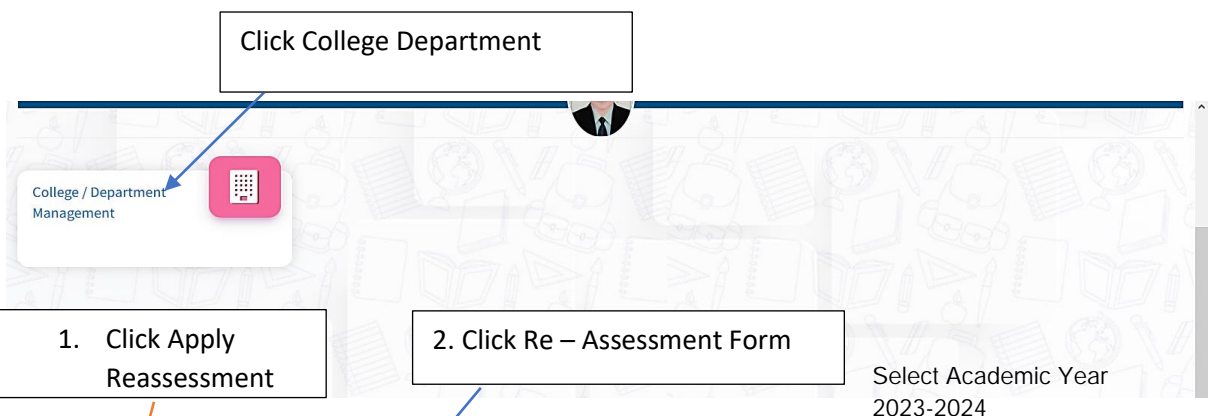 Click College Department
College / Department
Management
1. Click Apply
Reassessment
2. Click Re – Assessment Form
Select Academic Year
2023-2024